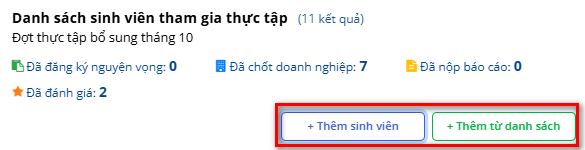 Danh sách sinh viên tham gia thực tập (11 kết quả)
Đợt thực tập bổ sung tháng 10
Đã đăng ký nguyện vọng: 0 Đã chốt doanh nghiệp: 7 Đã nộp báo cáo: 0
Đã đánh giá: 2
+ Thêm sinh viên + Thêm từ danh sách